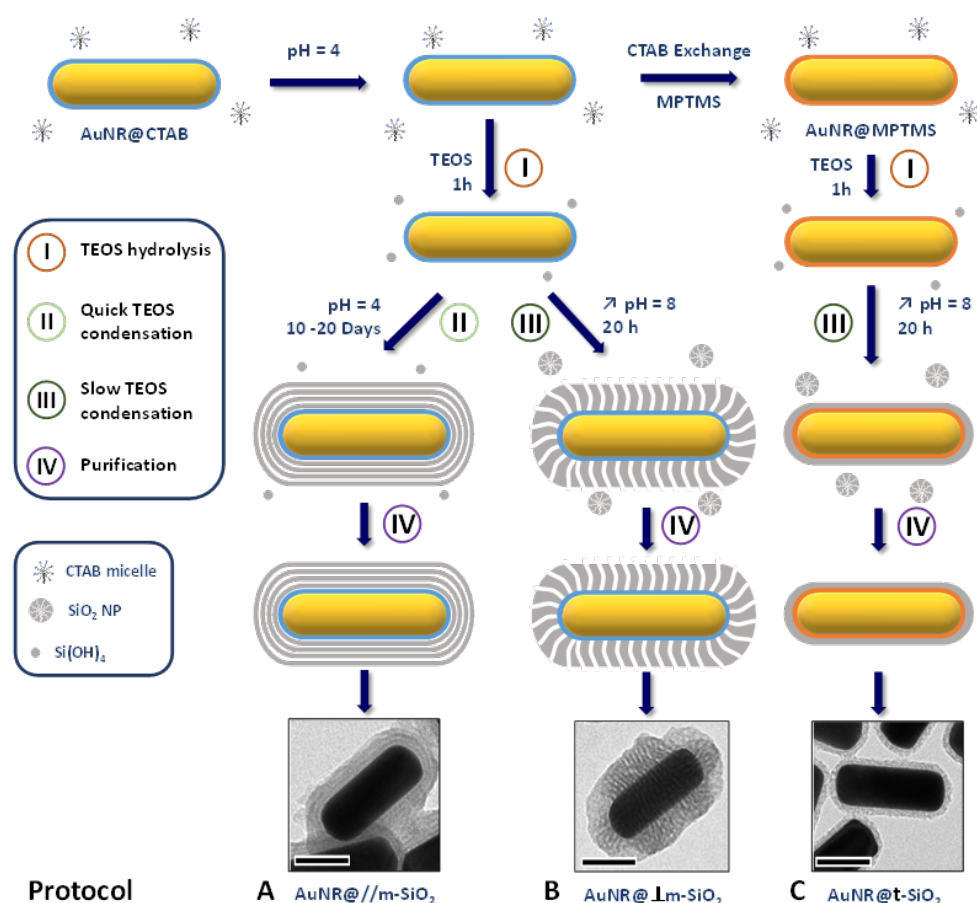 pH = 4
CTAB Exchange
MPTMS
AuNR@CTAB
AuNR@MPTMS
TEOS
1h
I
TEOS
1h
I
I TEOS hydrolysis
II Quick TEOS
condensation
III Slow TEOS
condensation
IV Purification
pH = 4
10 -20 Days
II
III
↗ pH = 8
20 h
III
↗ pH = 8
20 h
IV
IV
IV
CTAB micelle
SiO₂ NP
Si(OH)₄
Protocol
A AuNR@//m-SiO₂
B AuNR@⊥m-SiO₂
C AuNR@t-SiO₂